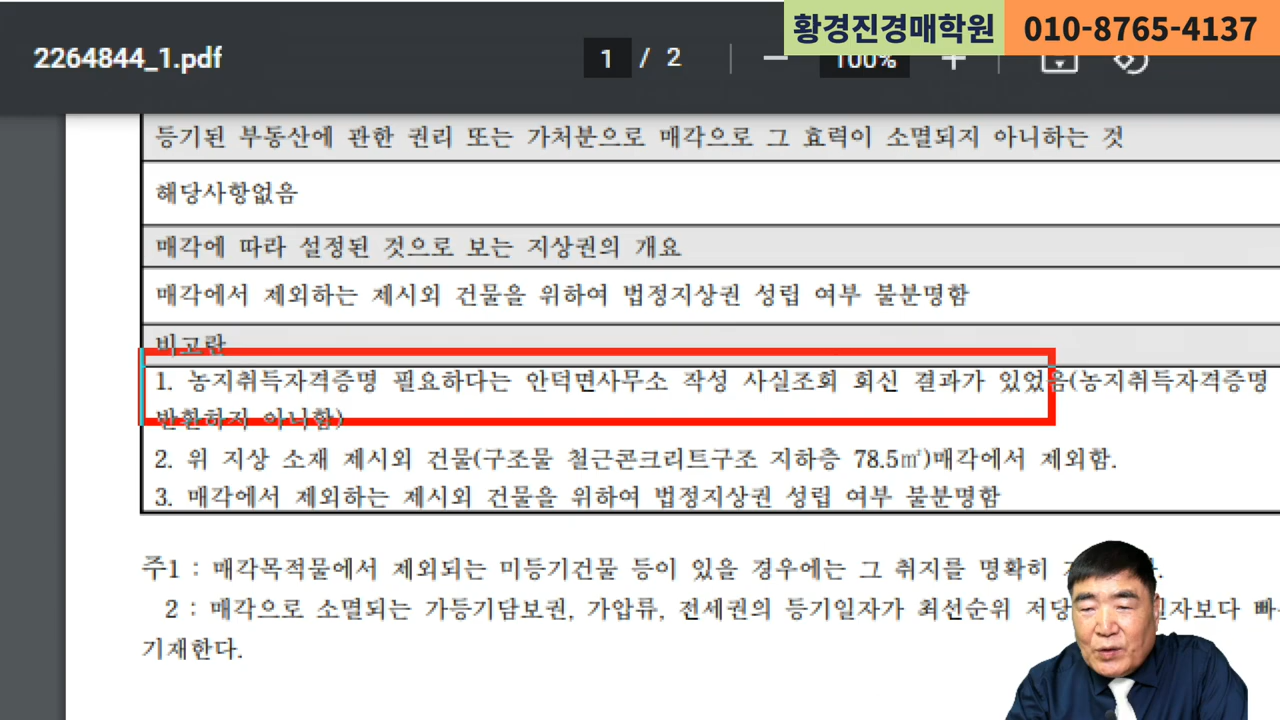 황경진경매학원 010-8765-4137
2264844_1.pdf 1 / 2 100%
등기된 부동산에 관한 권리 또는 가처분으로 매각으로 그 효력이 소멸되지 아니하는 것
해당사항없음
매각에 따라 설정된 것으로 보는 지상권의 개요
매각에서 제외하는 제시외 건물을 위하여 법정지상권 성립 여부 불분명함
비고란
1. 농지취득자격증명 필요하다는 안덕면사무소 작성 사실조회 회신 결과가 있었음(농지취득자격증명
반환하지 아니함)
2. 위 지상 소재 제시외 건물(구조물 철근콘크리트구조 지하층 78.5㎡)매각에서 제외함.
3. 매각에서 제외하는 제시외 건물을 위하여 법정지상권 성립 여부 불분명함
주1 : 매각목적물에서 제외되는 미등기건물 등이 있을 경우에는 그 취지를 명확히
2 : 매각으로 소멸되는 가등기담보권, 가압류, 전세권의 등기일자가 최선순위 저당 일자보다
기재한다.